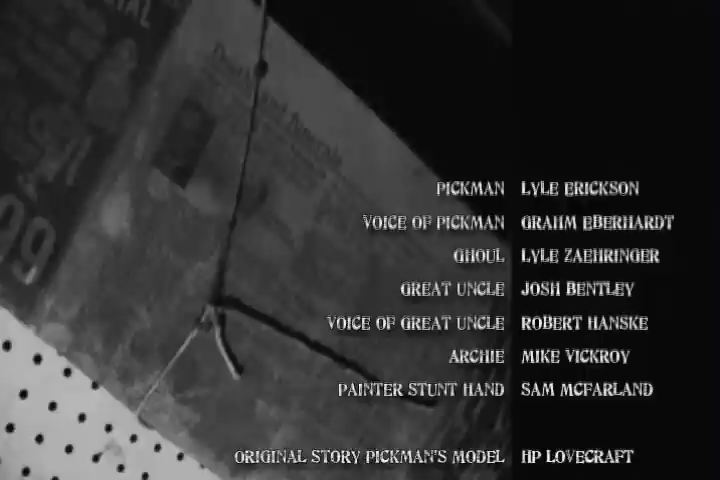 99
PICKMAN LYLE ERICKSON
VOICE OF PICKMAN GRAHM EBERHARDT
GHOUL LYLE ZAEHRINGER
GREAT UNCLE JOSH BENTLEY
VOICE OF GREAT UNCLE ROBERT HANSKE
ARCHIE MIKE VICKROY
PAINTER STUNT HAND SAM MCFARLAND
ORIGINAL STORY PICKMAN'S MODEL HP LOVECRAFT